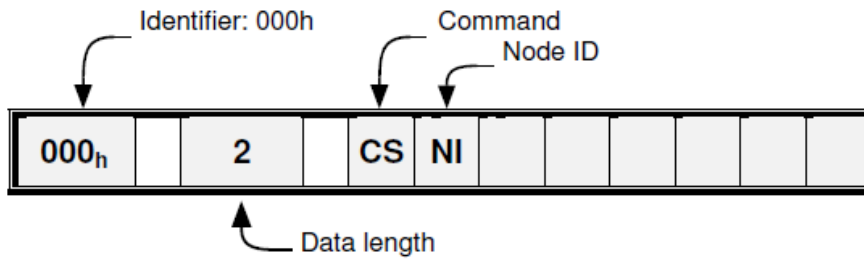 Identifier: 000h
Command
Node ID
000h
2
CS
NI
Data length